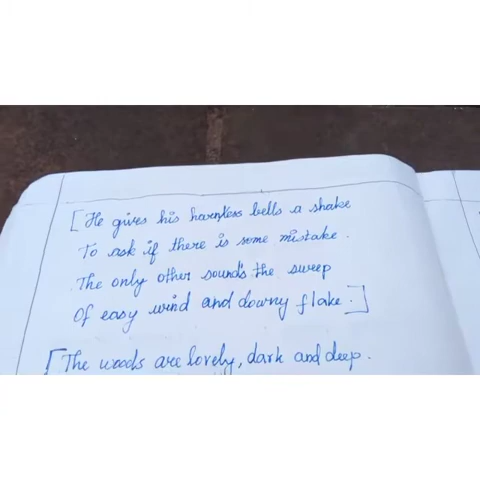 [He gives his harness bells a shake
To ask if there is some mistake.
The only other sound's the sweep
Of easy wind and downy flake.]
[The woods are lovely, dark and deep.